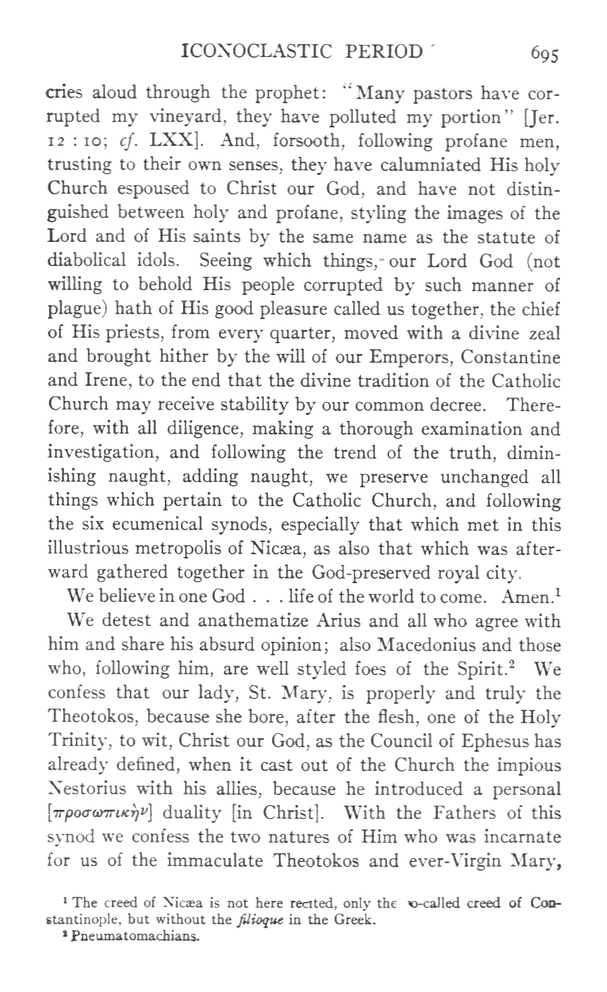 ICONOCLASTIC PERIOD 695
cries aloud through the prophet: “Many pastors have cor-
rupted my vineyard, they have polluted my portion” [Jer.
12 : 10; cf. LXX]. And, forsooth, following profane men,
trusting to their own senses, they have calumniated His holy
Church espoused to Christ our God, and have not distin-
guished between holy and profane, styling the images of the
Lord and of His saints by the same name as the statute of
diabolical idols. Seeing which things, our Lord God (not
willing to behold His people corrupted by such manner of
plague) hath of His good pleasure called us together, the chief
of His priests, from every quarter, moved with a divine zeal
and brought hither by the will of our Emperors, Constantine
and Irene, to the end that the divine tradition of the Catholic
Church may receive stability by our common decree. There-
fore, with all diligence, making a thorough examination and
investigation, and following the trend of the truth, dimin-
ishing naught, adding naught, we preserve unchanged all
things which pertain to the Catholic Church, and following
the six ecumenical synods, especially that which met in this
illustrious metropolis of Nicæa, as also that which was after-
ward gathered together in the God-preserved royal city.
We believe in one God . . . life of the world to come. Amen.¹
We detest and anathematize Arius and all who agree with
him and share his absurd opinion; also Macedonius and those
who, following him, are well styled foes of the Spirit.² We
confess that our lady, St. Mary, is properly and truly the
Theotokos, because she bore, after the flesh, one of the Holy
Trinity, to wit, Christ our God, as the Council of Ephesus has
already defined, when it cast out of the Church the impious
Nestorius with his allies, because he introduced a personal
[προσωπικὴν] duality [in Christ]. With the Fathers of this
synod we confess the two natures of Him who was incarnate
for us of the immaculate Theotokos and ever-Virgin Mary,
¹ The creed of Nicæa is not here recited, only the so-called creed of Con-
stantinople, but without the filioque in the Greek.
² Pneumatomachians.